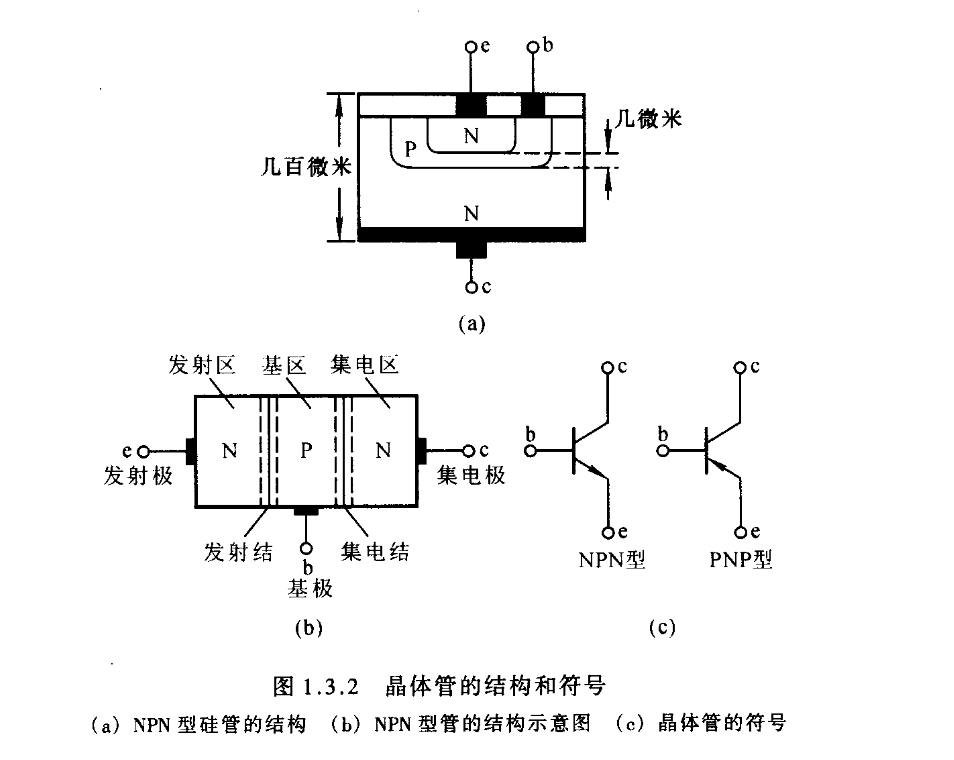 e b
几微米
N
P
几百微米
N
c
(a)
发射区 基区 集电区
e N P N c
发射极 集电极
发射结 b 集电结
基极
(b)
c c
b b
e e
NPN型 PNP型
(c)
图 1.3.2 晶体管的结构和符号
(a) NPN 型硅管的结构 (b) NPN 型管的结构示意图 (c) 晶体管的符号